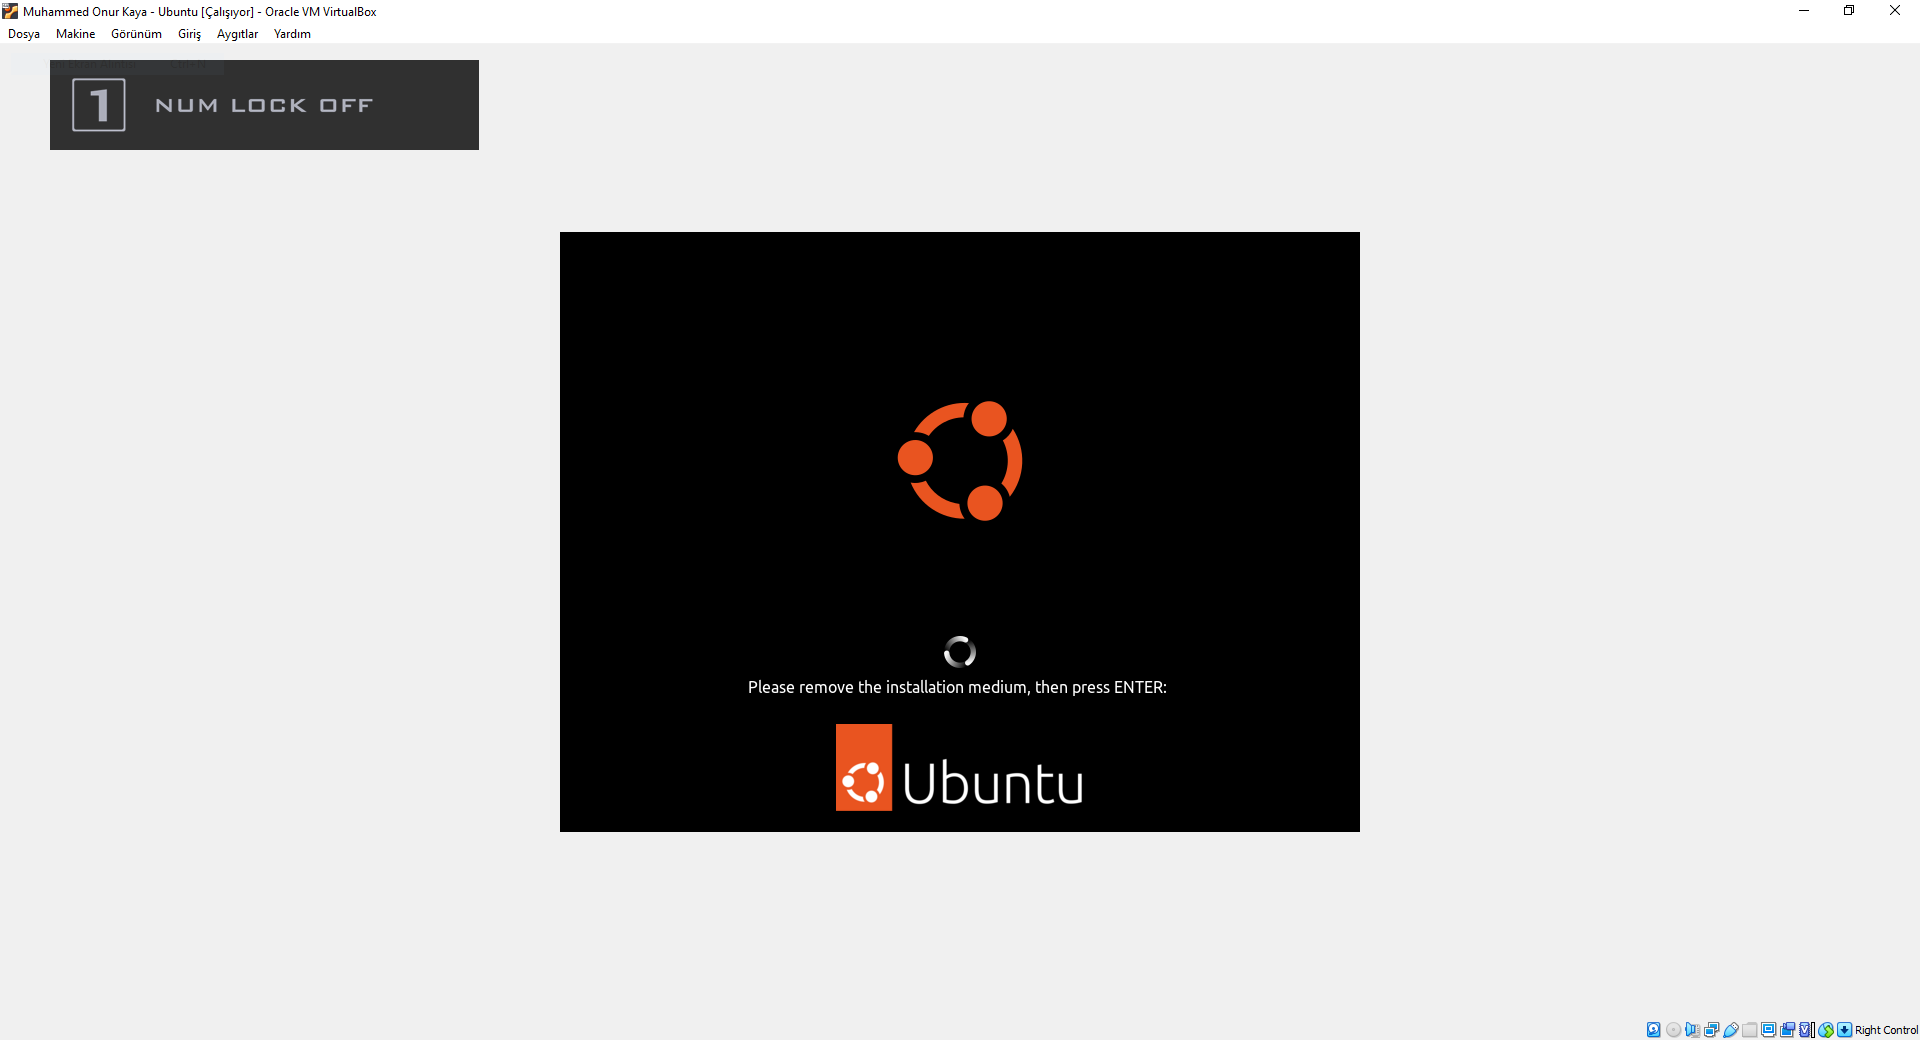 Muhammed Onur Kaya - Ubuntu [Çalışıyor] - Oracle VM VirtualBox
Dosya Makine Görünüm Giriş Aygıtlar Yardım
1 NUM LOCK OFF
Please remove the installation medium, then press ENTER:
Ubuntu
Right Control